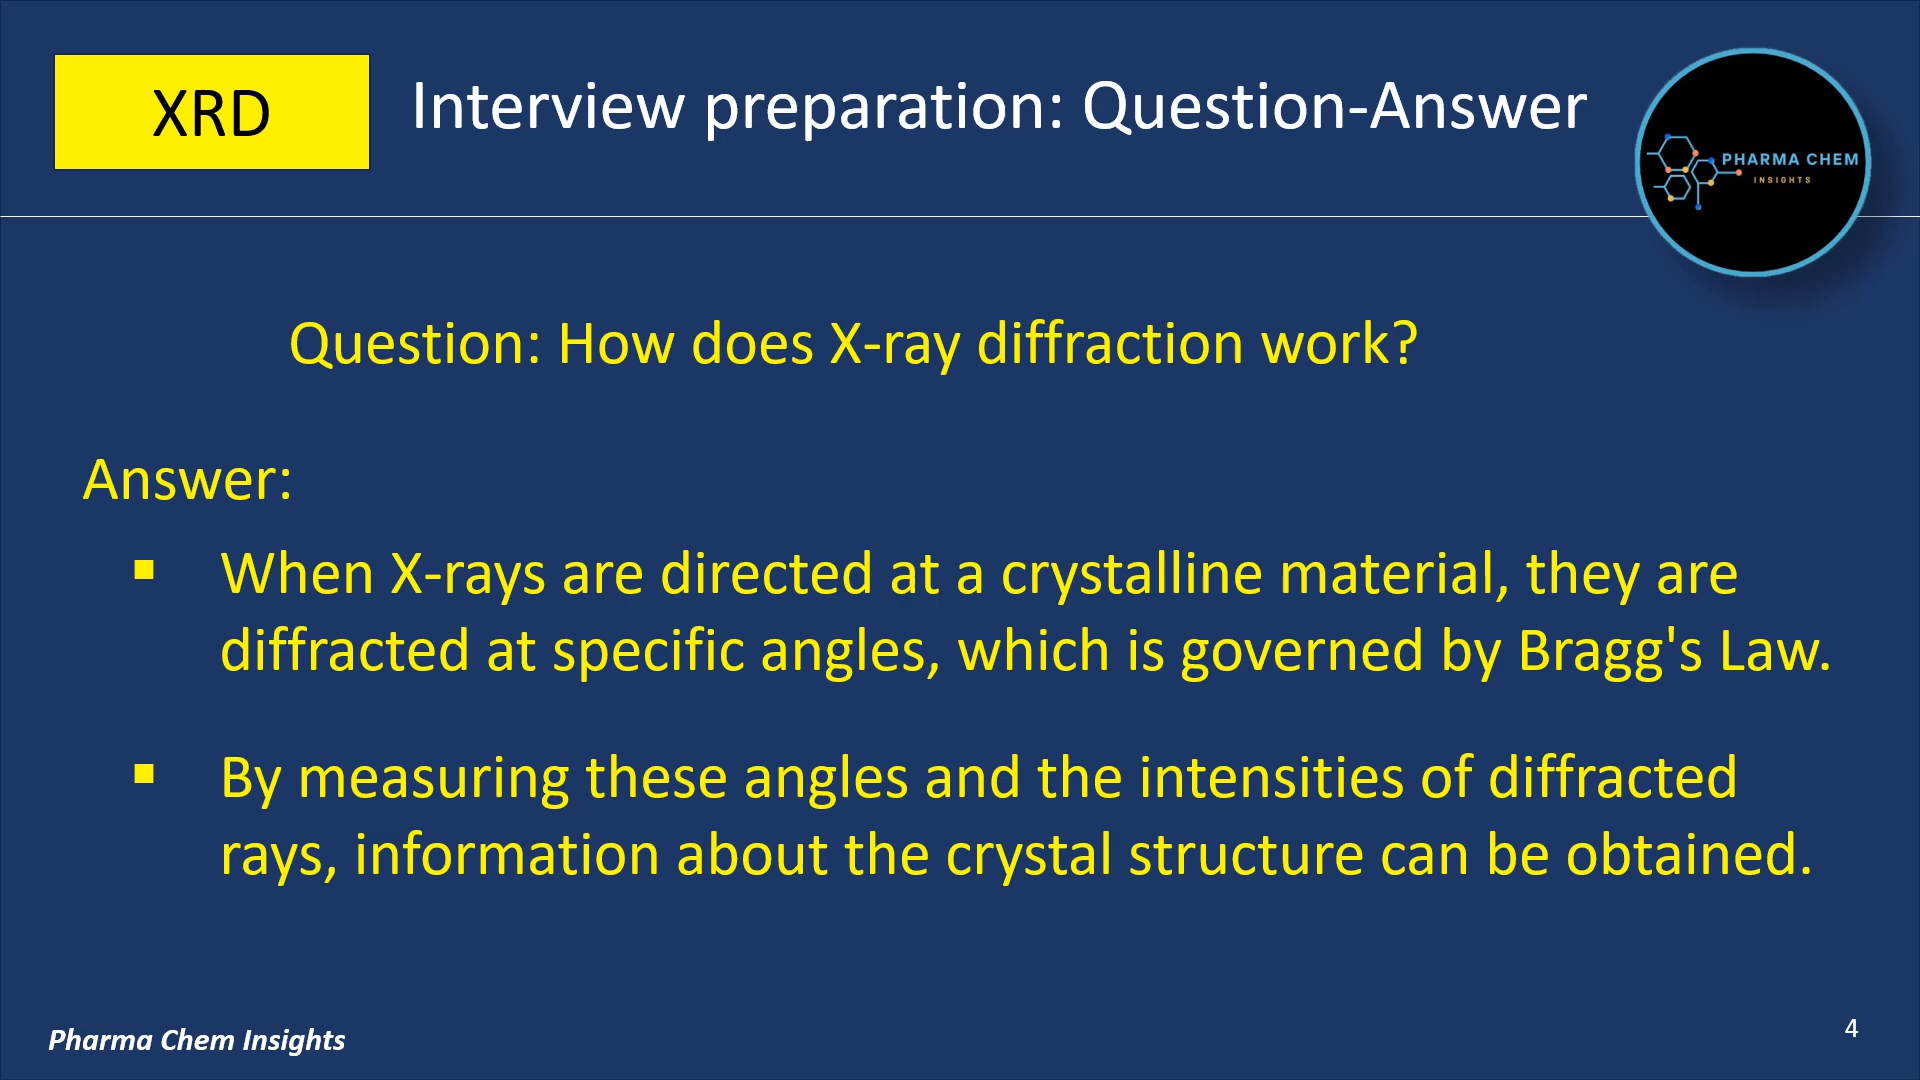 XRD
Interview preparation: Question-Answer
PHARMA CHEM
INSIGHTS
Question: How does X-ray diffraction work?
Answer:
▪ When X-rays are directed at a crystalline material, they are
diffracted at specific angles, which is governed by Bragg's Law.
▪ By measuring these angles and the intensities of diffracted
rays, information about the crystal structure can be obtained.
Pharma Chem Insights
4